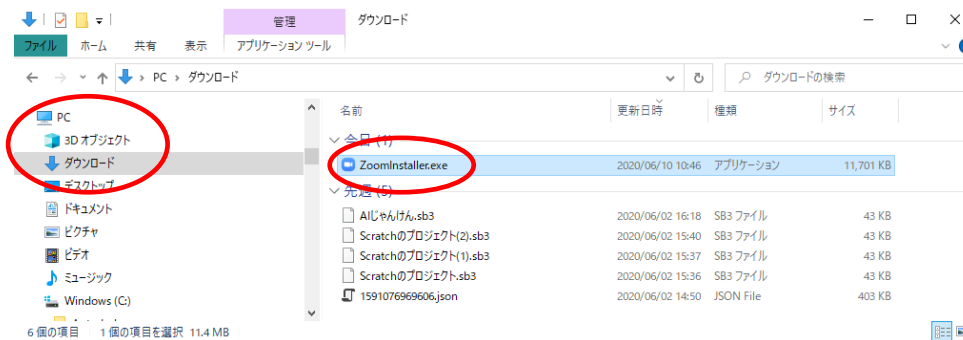 管理 ダウンロード
ファイル ホーム 共有 表示 アプリケーション ツール
PC › ダウンロード ダウンロードの検索
PC
3D オブジェクト
ダウンロード
デスクトップ
ドキュメント
ピクチャ
ビデオ
ミュージック
Windows (C:)
名前 更新日時 種類 サイズ
今日 (1)
ZoomInstaller.exe 2020/06/10 10:46 アプリケーション 11,701 KB
先週 (5)
AIじゃんけん.sb3 2020/06/02 16:18 SB3 ファイル 43 KB
Scratchのプロジェクト(2).sb3 2020/06/02 15:40 SB3 ファイル 43 KB
Scratchのプロジェクト(1).sb3 2020/06/02 15:37 SB3 ファイル 43 KB
Scratchのプロジェクト.sb3 2020/06/02 15:36 SB3 ファイル 43 KB
1591076969606.json 2020/06/02 14:50 JSON File 403 KB
6 個の項目 1 個の項目を選択 11.4 MB